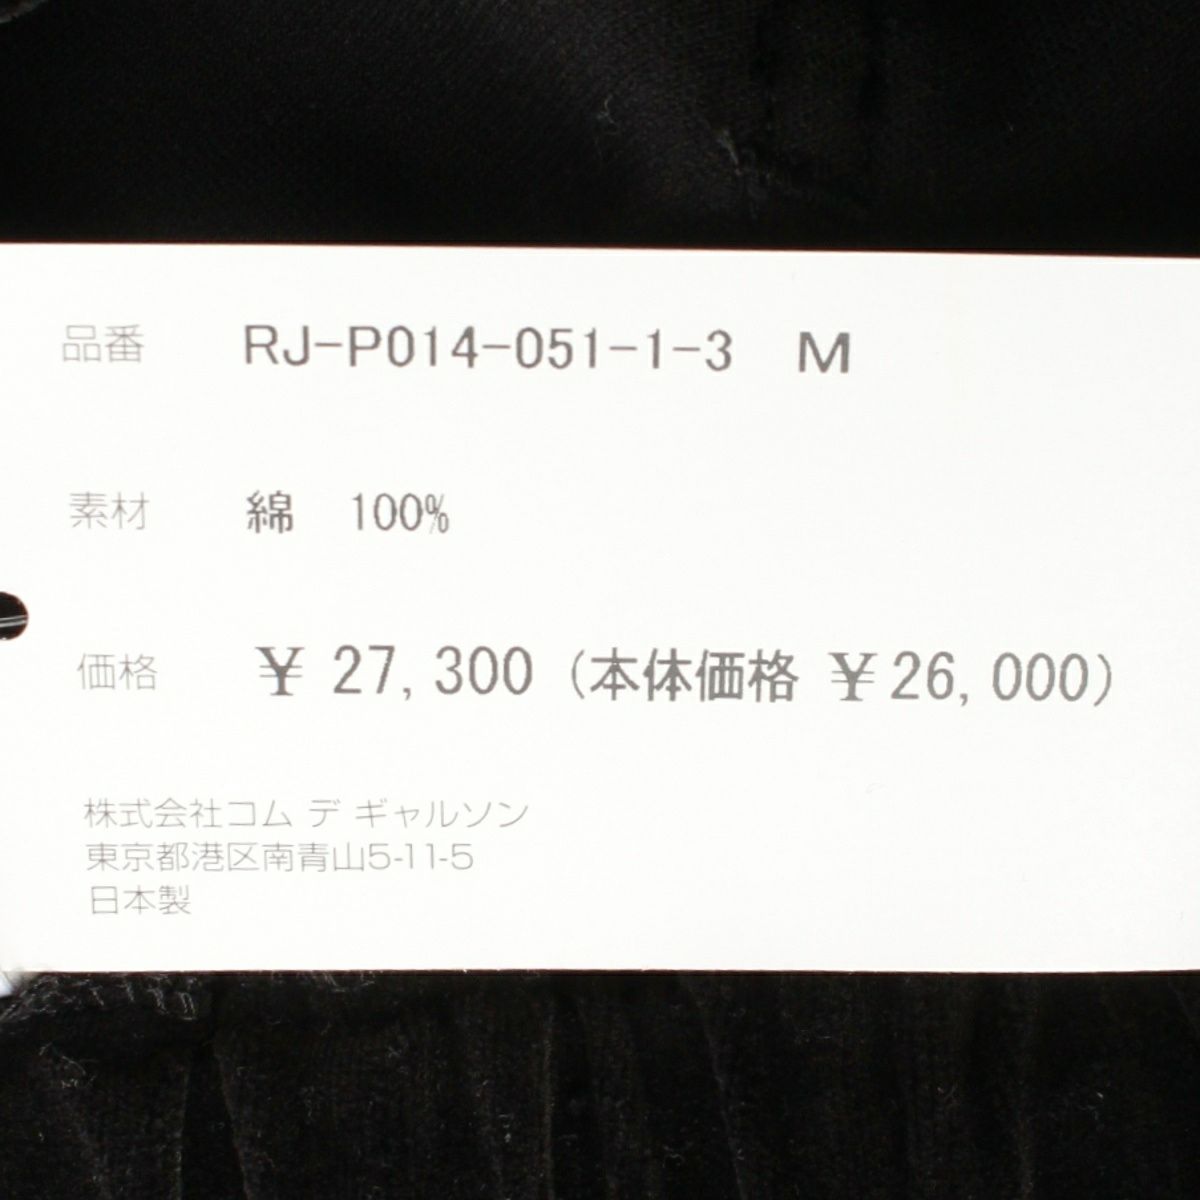 品番 RJ-P014-051-1-3 M
素材 綿 100%
価格 ¥ 27,300 (本体価格 ¥26,000)
株式会社コム デ ギャルソン
東京都港区南青山5-11-5
日本製